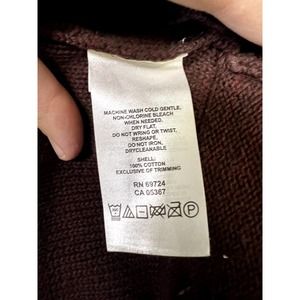 MACHINE WASH COLD GENTLE,
NON-CHLORINE BLEACH
WHEN NEEDED,
DRY FLAT,
DO NOT WRING OR TWIST,
RESHAPE,
DO NOT IRON,
DRYCLEANABLE
SHELL:
100% COTTON
EXCLUSIVE OF TRIMMING
RN 69724
CA 05367
P